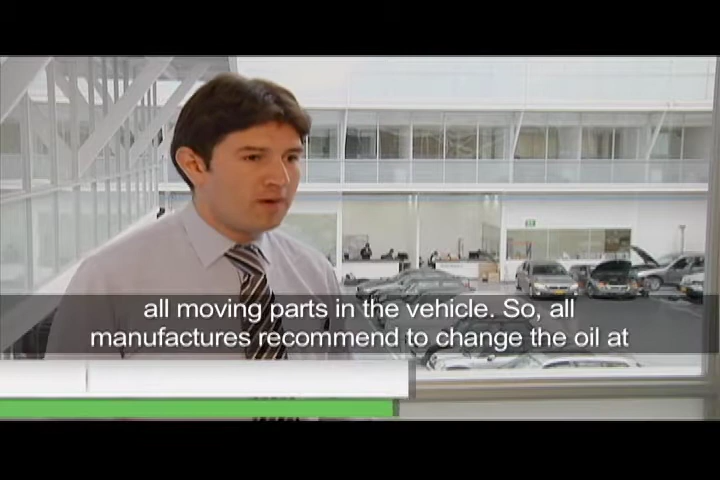 all moving parts in the vehicle. So, all
manufactures recommend to change the oil at